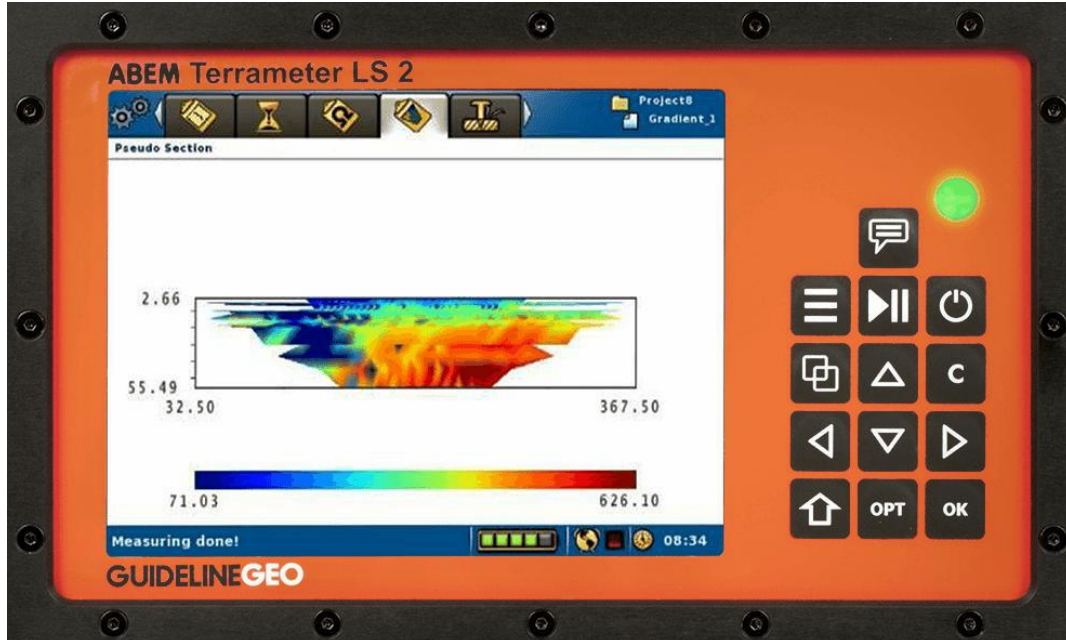 ABEM Terrameter LS 2
Project8
Gradient_1
Pseudo Section
2.66
55.49
32.50
367.50
71.03
626.10
Measuring done!
08:34
GUIDELINEGEO
C
OPT
OK